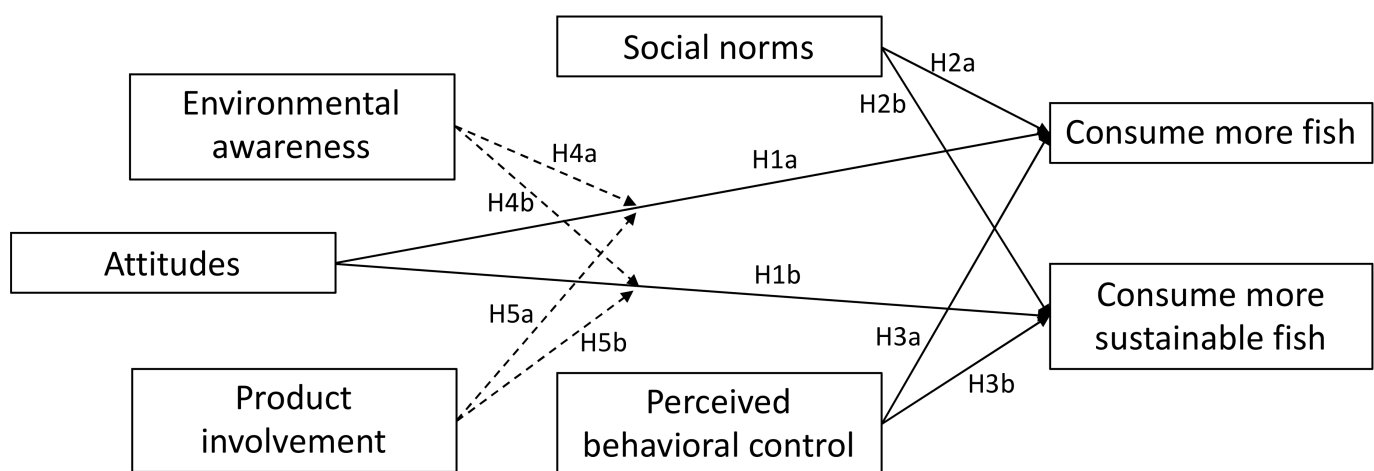 Social norms
H2a
Environmental
awareness
H2b
Consume more fish
H4a
H1a
H4b
Attitudes
H1b
Consume more
sustainable fish
H5a
H5b
H3a
H3b
Product
involvement
Perceived
behavioral control